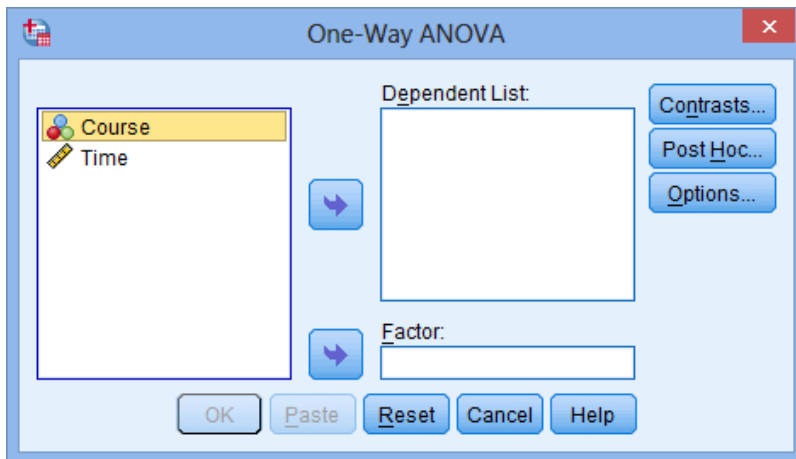 One-Way ANOVA
Course
Time
Dependent List:
Factor:
Contrasts...
Post Hoc...
Options...
OK
Paste
Reset
Cancel
Help